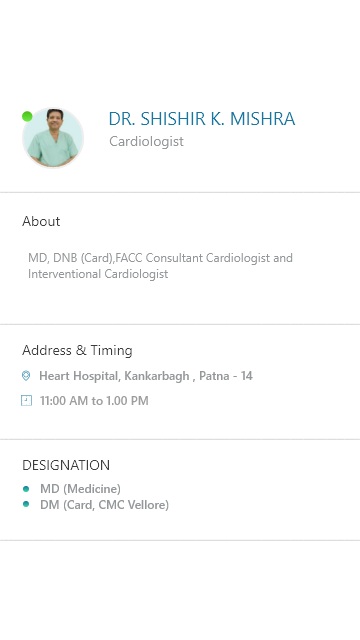 DR. SHISHIR K. MISHRA
Cardiologist
About
MD, DNB (Card),FACC Consultant Cardiologist and
Interventional Cardiologist
Address & Timing
Heart Hospital, Kankarbagh , Patna - 14
11:00 AM to 1.00 PM
DESIGNATION
MD (Medicine)
DM (Card, CMC Vellore)